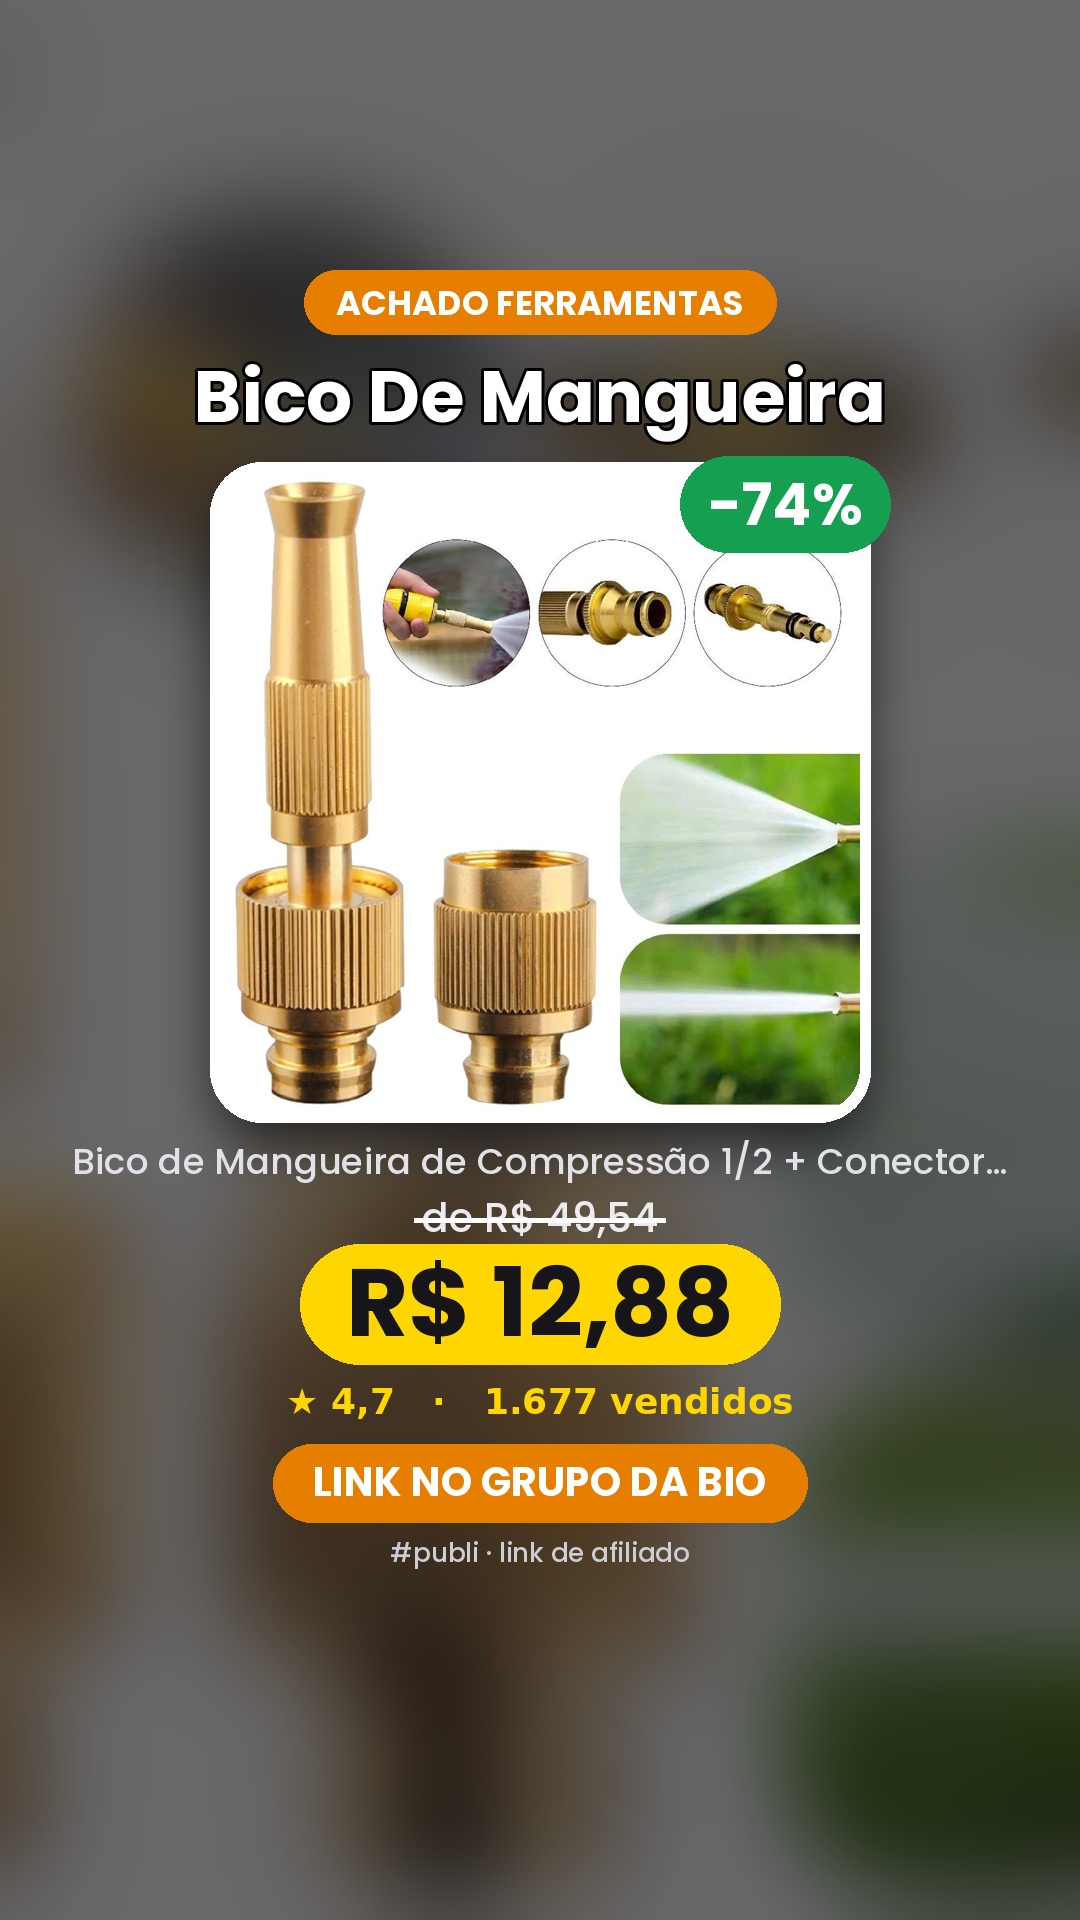 ACHADO FERRAMENTAS
Bico De Mangueira
-74%
Bico de Mangueira de Compressão 1/2 + Conector...
de R$ 49,54
R$ 12,88
★ 4,7 · 1.677 vendidos
LINK NO GRUPO DA BIO
#publi · link de afiliado